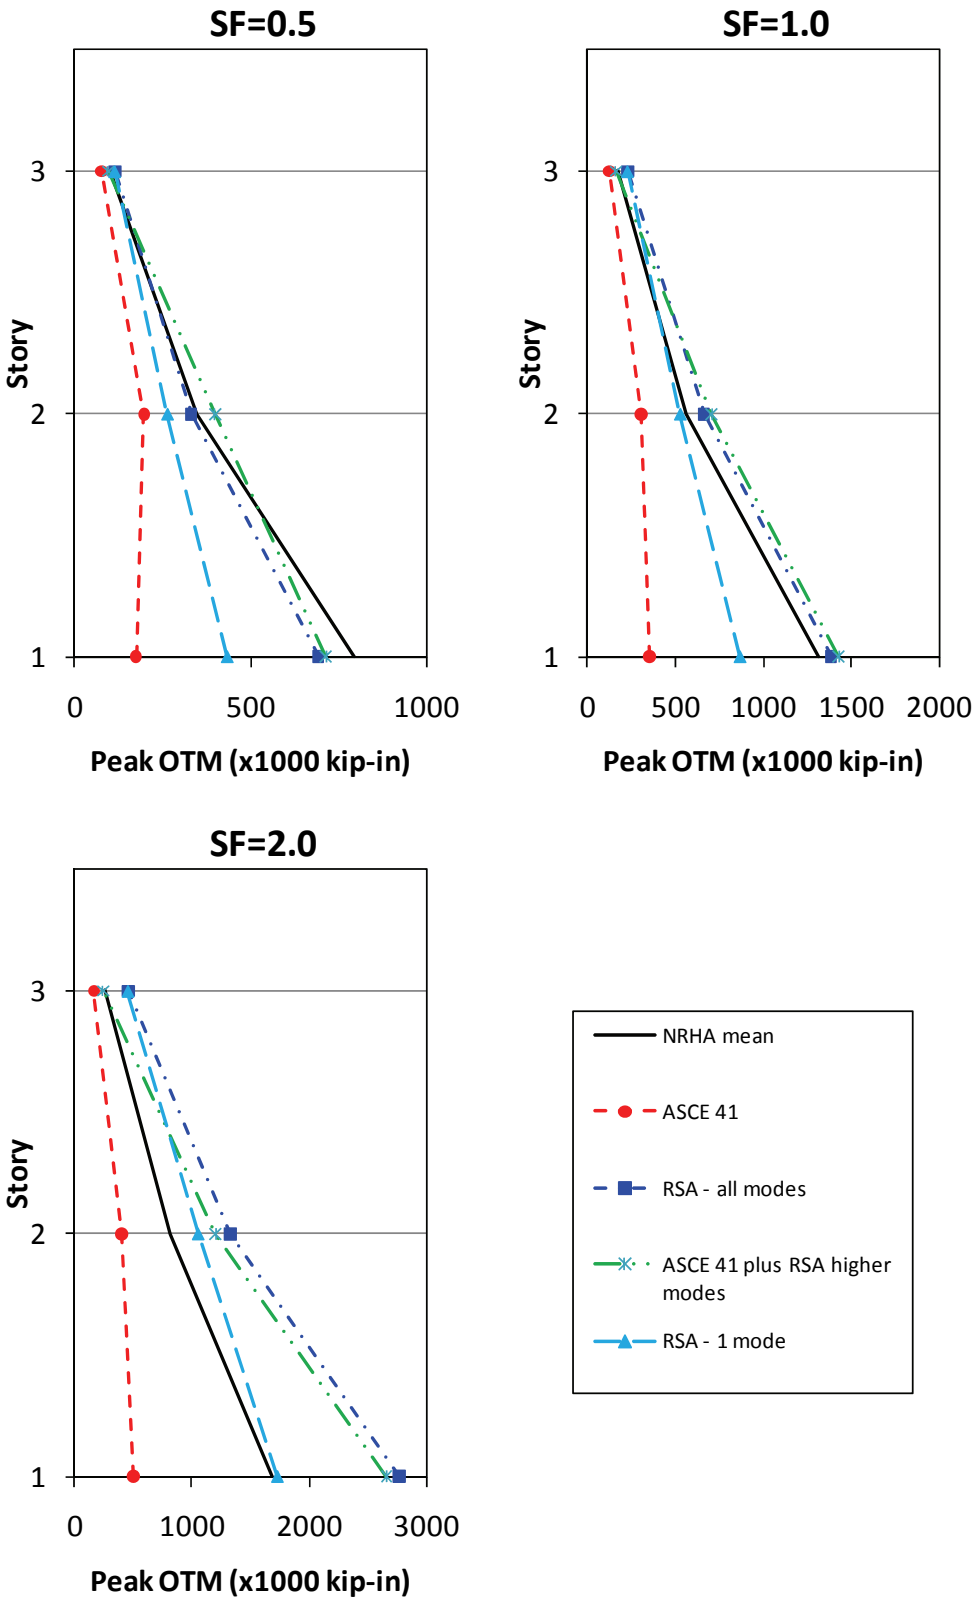 SF=0.5
3
2
1
Story
0 500 1000
Peak OTM (x1000 kip-in)
SF=1.0
3
2
1
Story
0 500 1000 1500 2000
Peak OTM (x1000 kip-in)
SF=2.0
3
2
1
Story
0 1000 2000 3000
Peak OTM (x1000 kip-in)
NRHA mean
ASCE 41
RSA - all modes
ASCE 41 plus RSA higher
modes
RSA - 1 mode